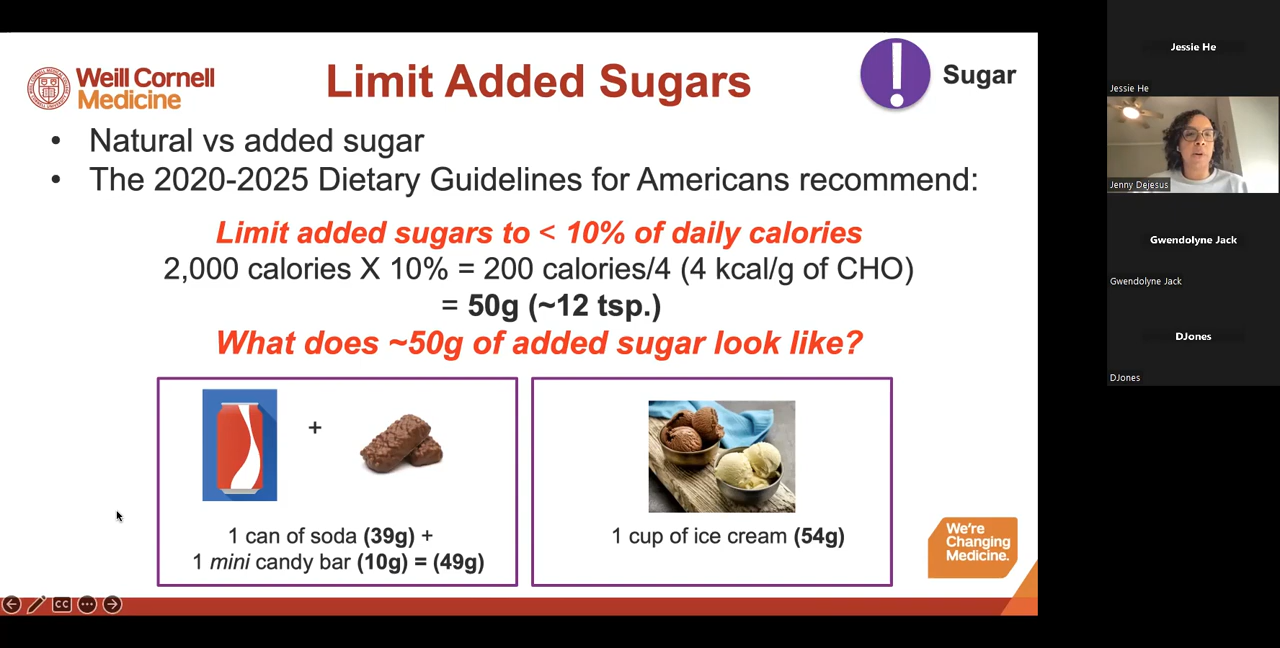 Weill Cornell
Medicine
Limit Added Sugars
! Sugar
• Natural vs added sugar
• The 2020-2025 Dietary Guidelines for Americans recommend:
Limit added sugars to < 10% of daily calories
2,000 calories X 10% = 200 calories/4 (4 kcal/g of CHO)
= 50g (~12 tsp.)
What does ~50g of added sugar look like?
+
1 can of soda (39g) +
1 mini candy bar (10g) = (49g)
1 cup of ice cream (54g)
We're
Changing
Medicine.
CC
Jessie He
Jessie He
Jenny Dejesus
Gwendolyne Jack
Gwendolyne Jack
DJones
DJones